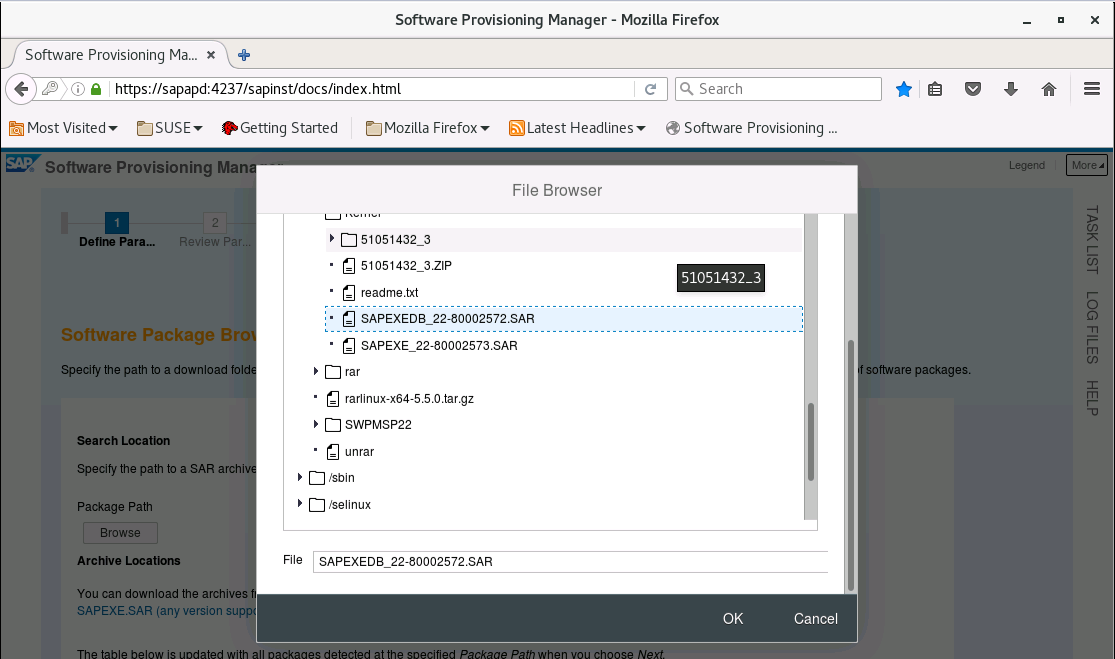 Software Provisioning Manager - Mozilla Firefox
Software Provisioning Ma...
https://sapapd:4237/sapinst/docs/index.html
Search
Most Visited
SUSE
Getting Started
Mozilla Firefox
Latest Headlines
Software Provisioning ...
SAP
Software Provisioning Manager
Legend
More
1
2
Define Para...
Review Par...
TASK LIST
LOG FILES
HELP
Software Package Brow
Specify the path to a download folde
of software packages.
Search Location
Specify the path to a SAR archive
Package Path
Browse
Archive Locations
You can download the archives f
SAPEXE.SAR (any version suppo
The table below is updated with all packages detected at the specified Package Path when you choose Next.
File Browser
Kernel
51051432_3
51051432_3.ZIP
51051432_3
readme.txt
SAPEXEDB_22-80002572.SAR
SAPEXE_22-80002573.SAR
rar
rarlinux-x64-5.5.0.tar.gz
SWPMSP22
unrar
/sbin
/selinux
File
SAPEXEDB_22-80002572.SAR
OK
Cancel